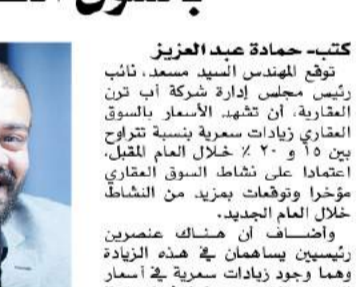 كتب- حمادة عبد العزيز
توقع المهندس السيد مسعد، نائب
رئيس مجلس إدارة شركة أب ترن
العقارية، أن تشهد الأسعار بالسوق
العقاري زيادات سعرية بنسبة تتراوح
بين ١٥ و ٢٠ ٪ خلال العام المقبل،
اعتمادا على نشاط السوق العقاري
مؤخرا وتوقعات بمزيد من النشاط
خلال العام الجديد.
وأضاف أن هناك عنصرين
رئيسيين يساهمان في هذه الزيادة
وهما وجود زيادات سعرية في أسعار